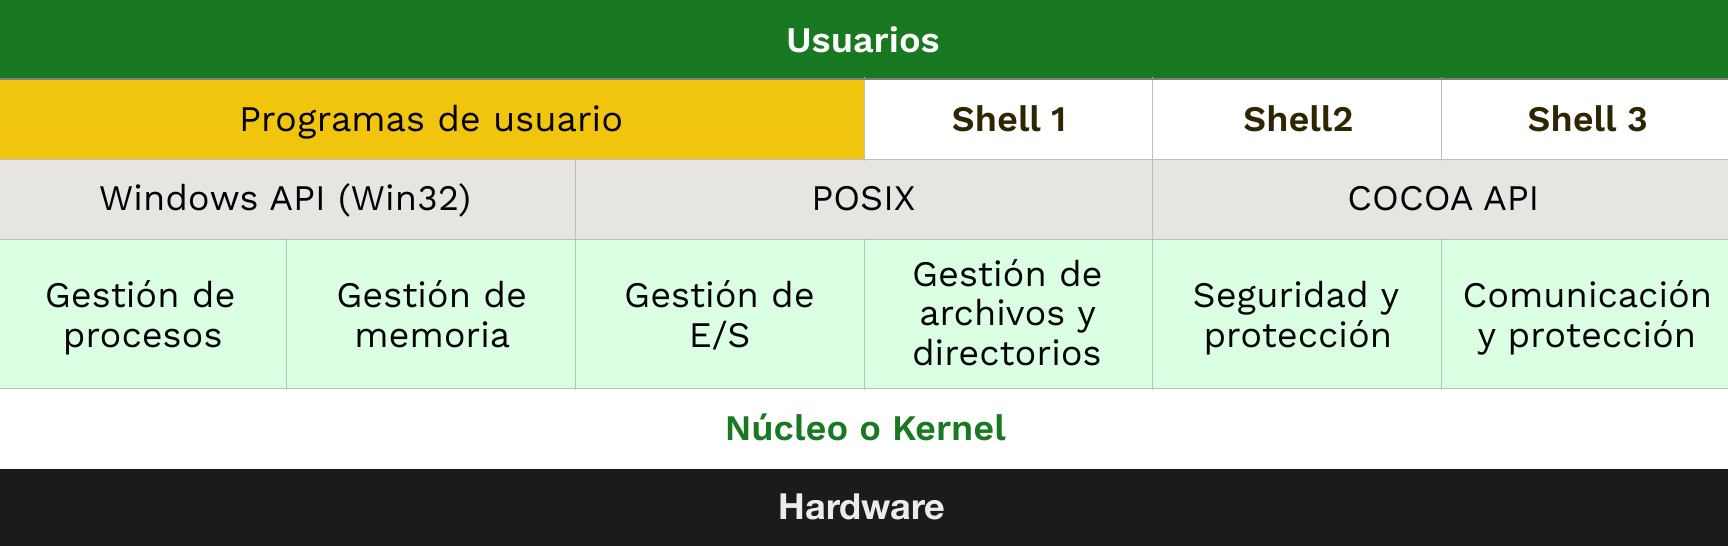 Usuarios
Programas de usuario
Shell 1
Shell2
Shell 3
Windows API (Win32)
POSIX
COCOA API
Gestión de
procesos
Gestión de
memoria
Gestión de
E/S
Gestión de
archivos y
directorios
Seguridad y
protección
Comunicación
y protección
Núcleo o Kernel
Hardware